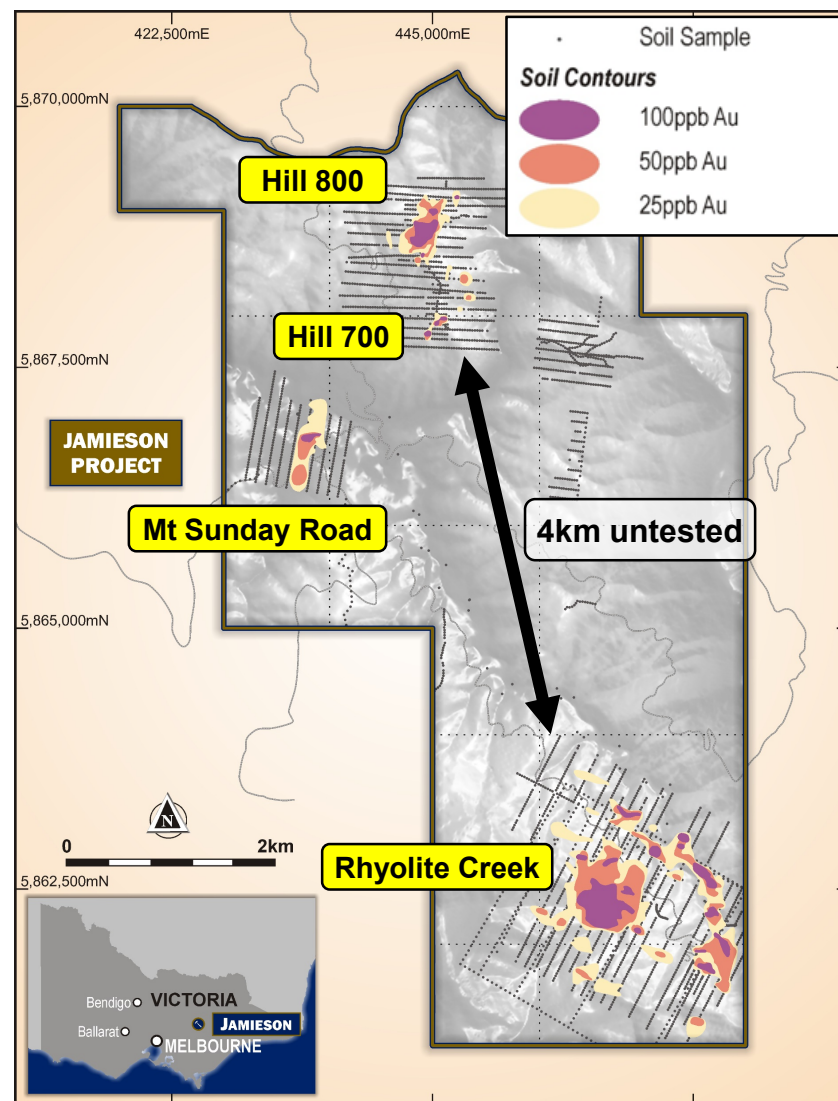 422,500mE
445,000mE
Soil Sample
Soil Contours
100ppb Au
50ppb Au
25ppb Au
5,870,000mN
Hill 800
Hill 700
5,867,500mN
JAMIESON
PROJECT
Mt Sunday Road
4km untested
5,865,000mN
N
0
2km
Rhyolite Creek
5,862,500mN
Bendigo
VICTORIA
Ballarat
JAMIESON
MELBOURNE